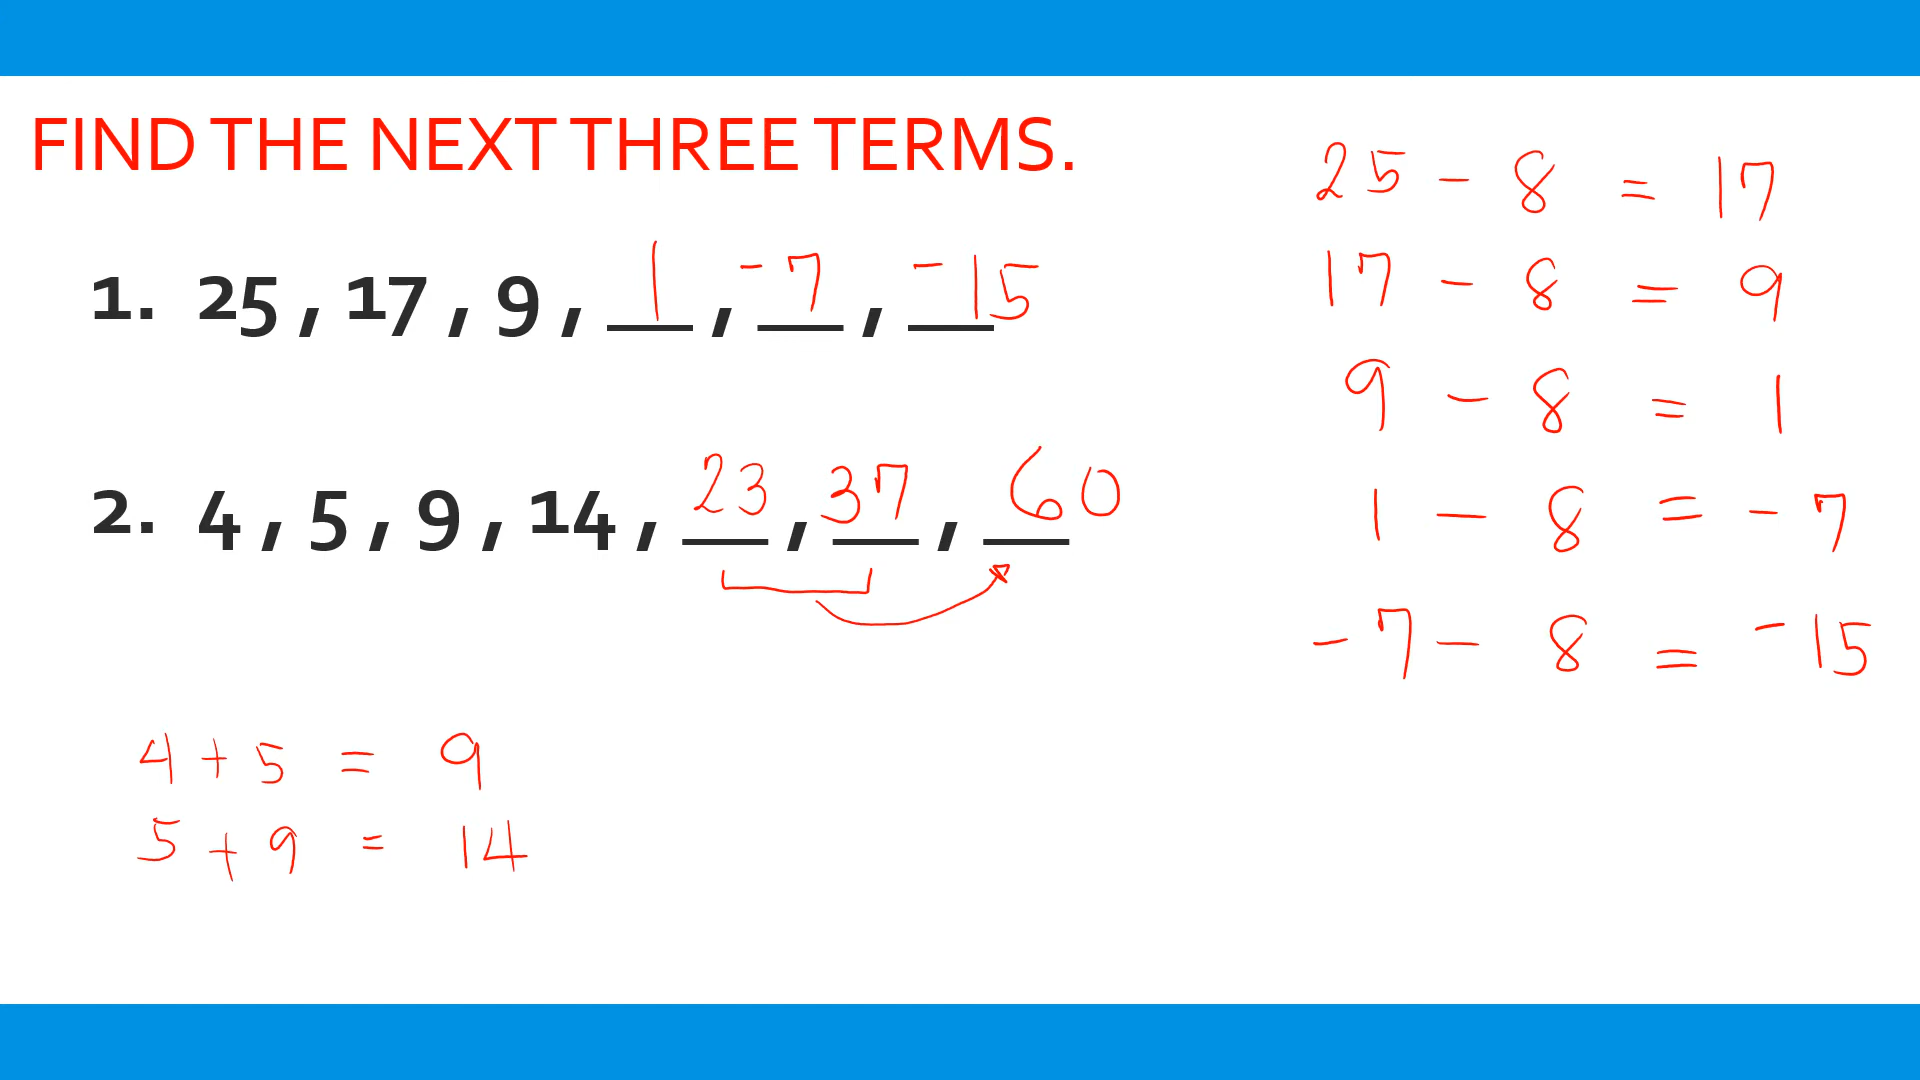 FIND THE NEXT THREE TERMS.
1. 25, 17, 9, 1, -7, -15
2. 4, 5, 9, 14, 23, 37, 60
4 + 5 = 9
5 + 9 = 14
25 - 8 = 17
17 - 8 = 9
9 - 8 = 1
1 - 8 = -7
-7 - 8 = -15